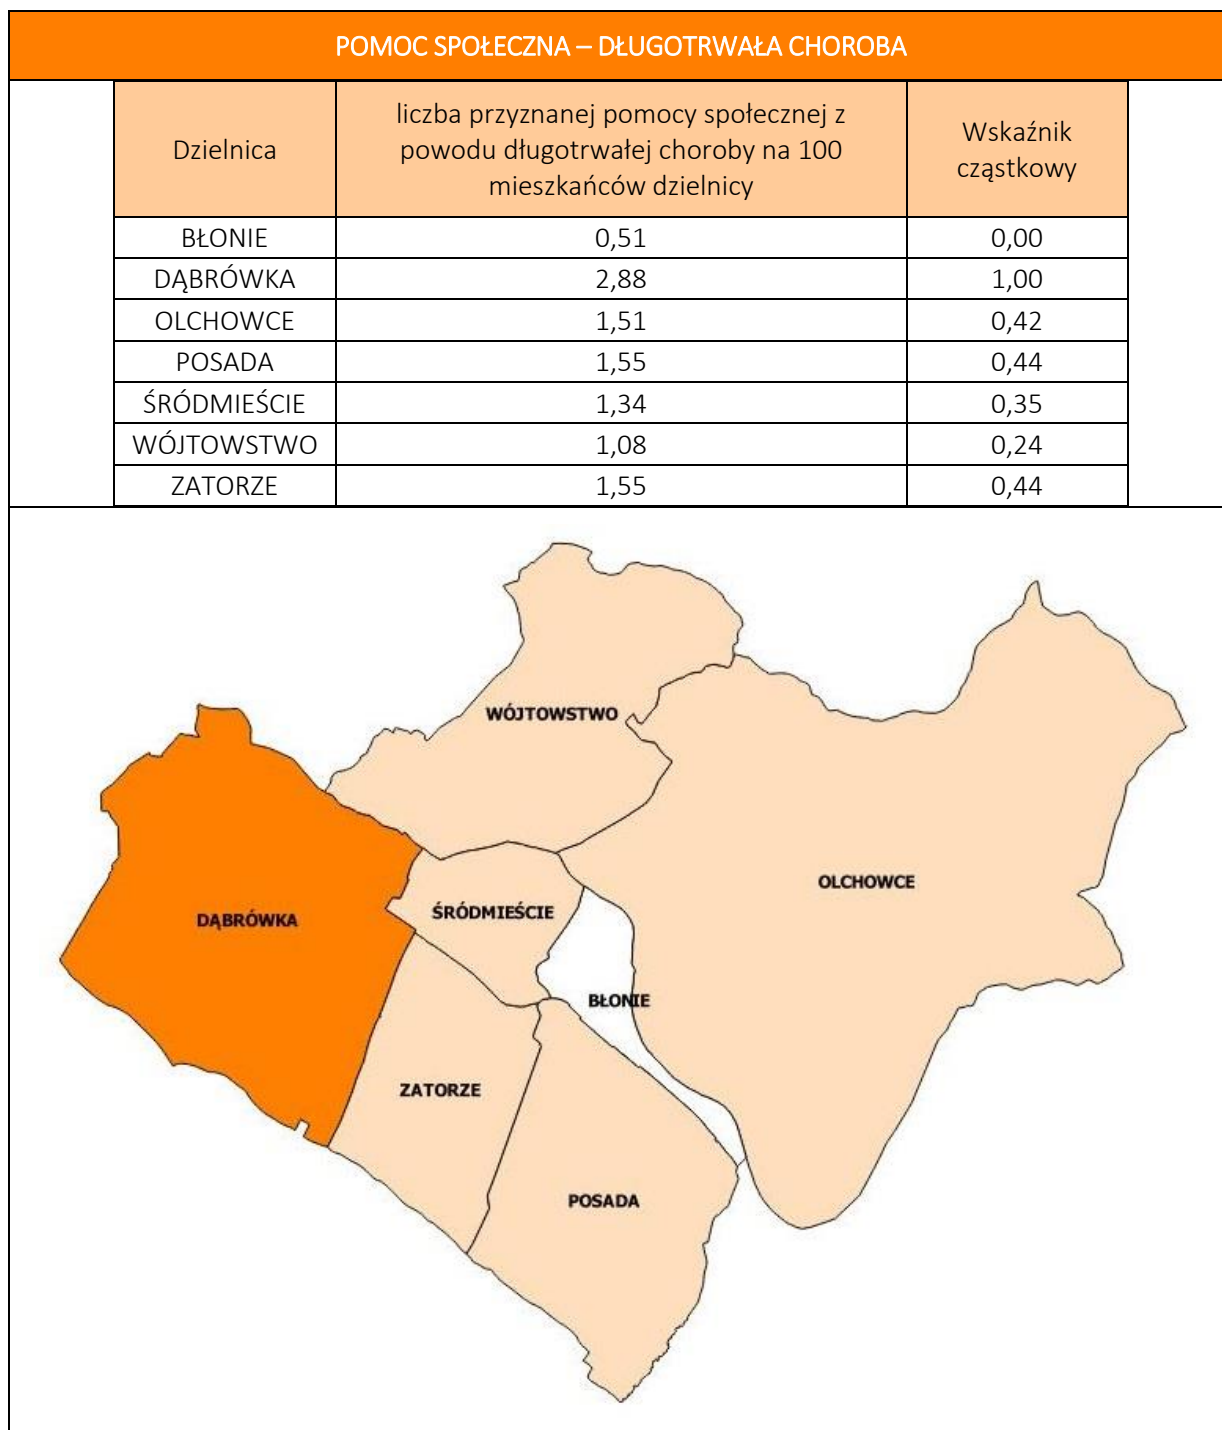 POMOC SPOŁECZNA – DŁUGOTRWAŁA CHOROBA
Dzielnica
liczba przyznanej pomocy społecznej z
powodu długotrwałej choroby na 100
mieszkańców dzielnicy
Wskaźnik
cząstkowy
BŁONIE 0,51 0,00
DĄBRÓWKA 2,88 1,00
OLCHOWCE 1,51 0,42
POSADA 1,55 0,44
ŚRÓDMIEŚCIE 1,34 0,35
WÓJTOWSTWO 1,08 0,24
ZATORZE 1,55 0,44
WÓJTOWSTWO
OLCHOWCE
ŚRÓDMIEŚCIE
DĄBRÓWKA
BŁONIE
ZATORZE
POSADA